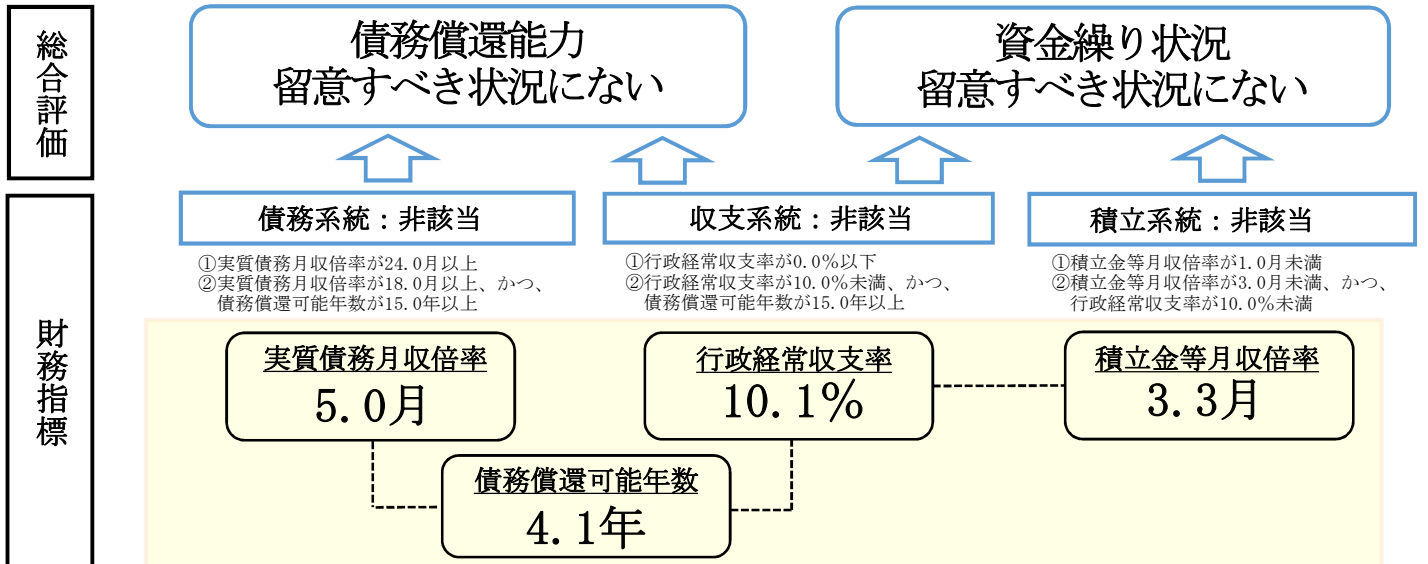 総合評価
債務償還能力
留意すべき状況にない
資金繰り状況
留意すべき状況にない
財務指標
債務系統：非該当
収支系統：非該当
積立系統：非該当
①実質債務月収倍率が24.0月以上
②実質債務月収倍率が18.0月以上、かつ、
債務償還可能年数が15.0年以上
①行政経常収支率が0.0％以下
②行政経常収支率が10.0％未満、かつ、
債務償還可能年数が15.0年以上
①積立金等月収倍率が1.0月未満
②積立金等月収倍率が3.0月未満、かつ、
行政経常収支率が10.0％未満
実質債務月収倍率
5.0月
行政経常収支率
10.1％
積立金等月収倍率
3.3月
債務償還可能年数
4.1年